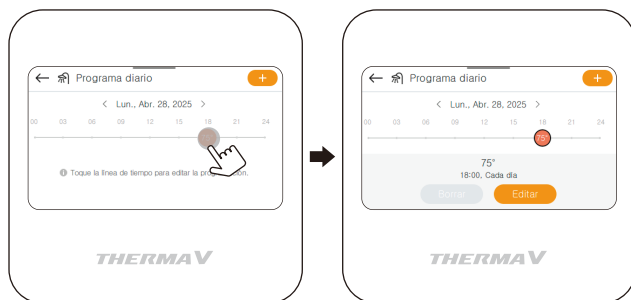 Programa diario
+
< Lun., Abr. 28, 2025 >
00 03 06 09 12 15 18 21 24
Toque la línea de tiempo para editar la programación.
THERMAV
Programa diario
+
< Lun., Abr. 28, 2025 >
00 03 06 09 12 15 18 21 24
75°
75°
18:00, Cada día
Borrar Editar
THERMAV